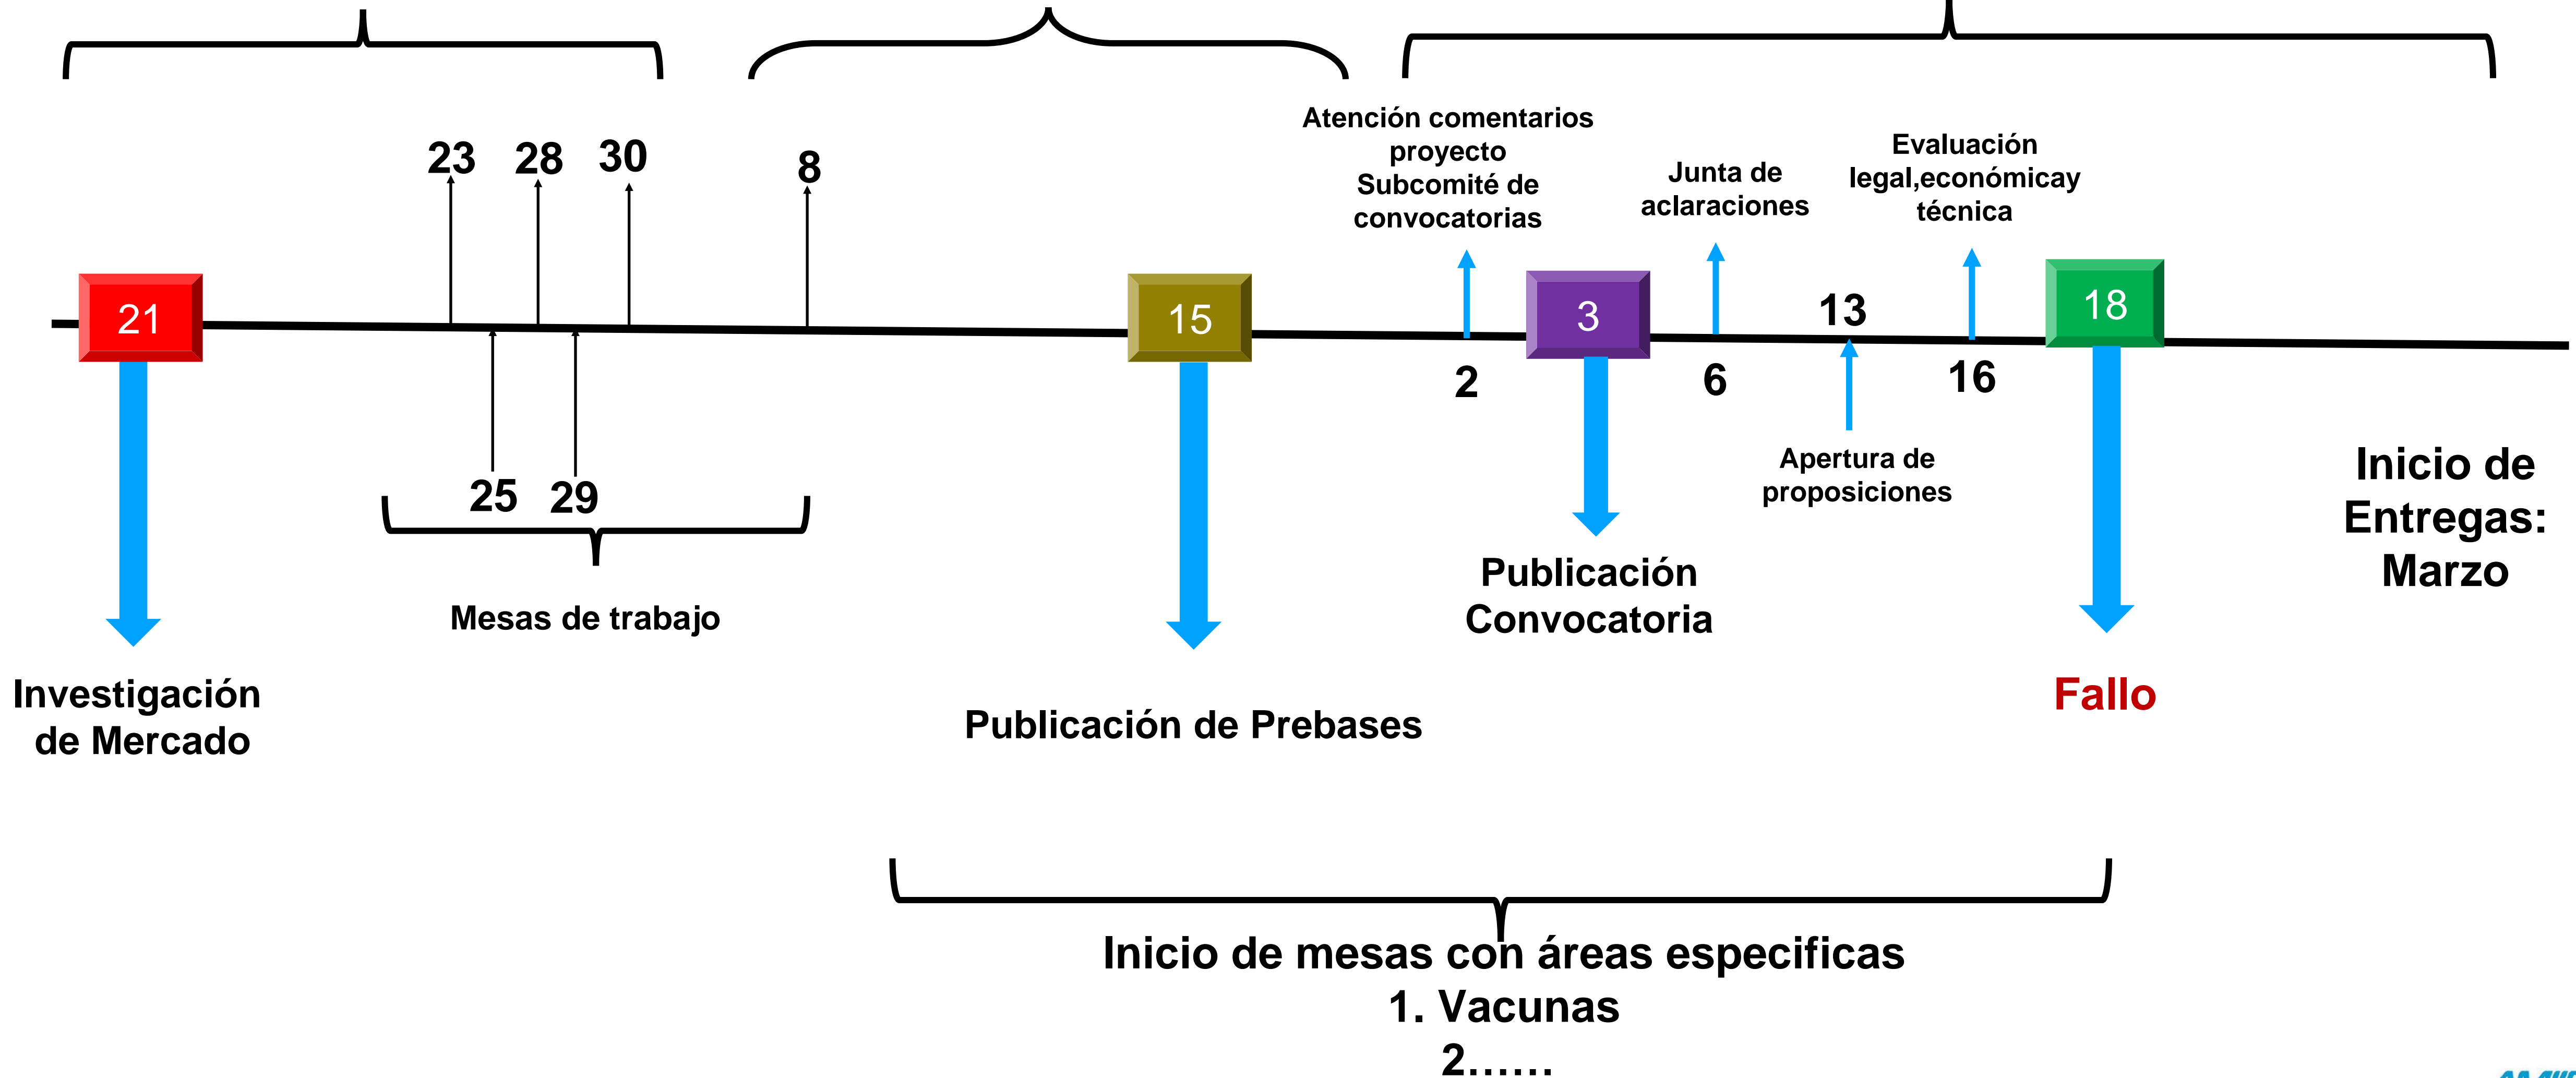 23
28
30
8
Atención comentarios
proyecto
Subcomité de
convocatorias
Junta de
aclaraciones
Evaluación
legal,económicay
técnica
21
15
3
13
18
2
6
16
25
29
Mesas de trabajo
Apertura de
proposiciones
Inicio de
Entregas:
Marzo
Publicación
Convocatoria
Investigación
de Mercado
Publicación de Prebases
Fallo
Inicio de mesas con áreas especificas
1. Vacunas
2......